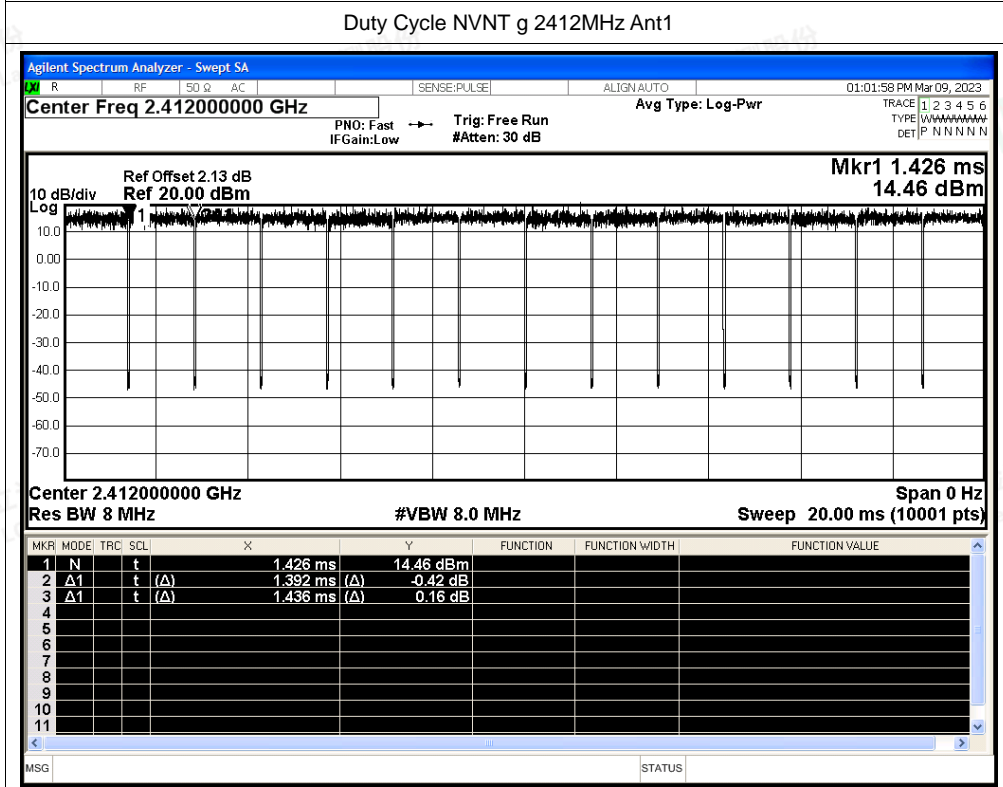 Duty Cycle NVNT g 2412MHz Ant1
Agilent Spectrum Analyzer - Swept SA
LXI R RF 50 Ω AC SENSE:PULSE ALIGN AUTO 01:01:58 PM Mar 09, 2023
Center Freq 2.412000000 GHz Avg Type: Log-Pwr TRACE 1 2 3 4 5 6
PNO: Fast Trig: Free Run TYPE
IFGain:Low #Atten: 30 dB DET P N N N N N
Mkr1 1.426 ms
Ref Offset 2.13 dB
10 dB/div Ref 20.00 dBm 14.46 dBm
Log
1
10.0
0.00
-10.0
-20.0
-30.0
-40.0
-50.0
-60.0
-70.0
Center 2.412000000 GHz Span 0 Hz
Res BW 8 MHz #VBW 8.0 MHz Sweep 20.00 ms (10001 pts)
MKR MODE TRC SCL X Y FUNCTION FUNCTION WIDTH FUNCTION VALUE
1 N t 1.426 ms 14.46 dBm
2 Δ1 t (Δ) 1.392 ms (Δ) -0.42 dB
3 Δ1 t (Δ) 1.436 ms (Δ) 0.16 dB
4
5
6
7
8
9
10
11
MSG STATUS